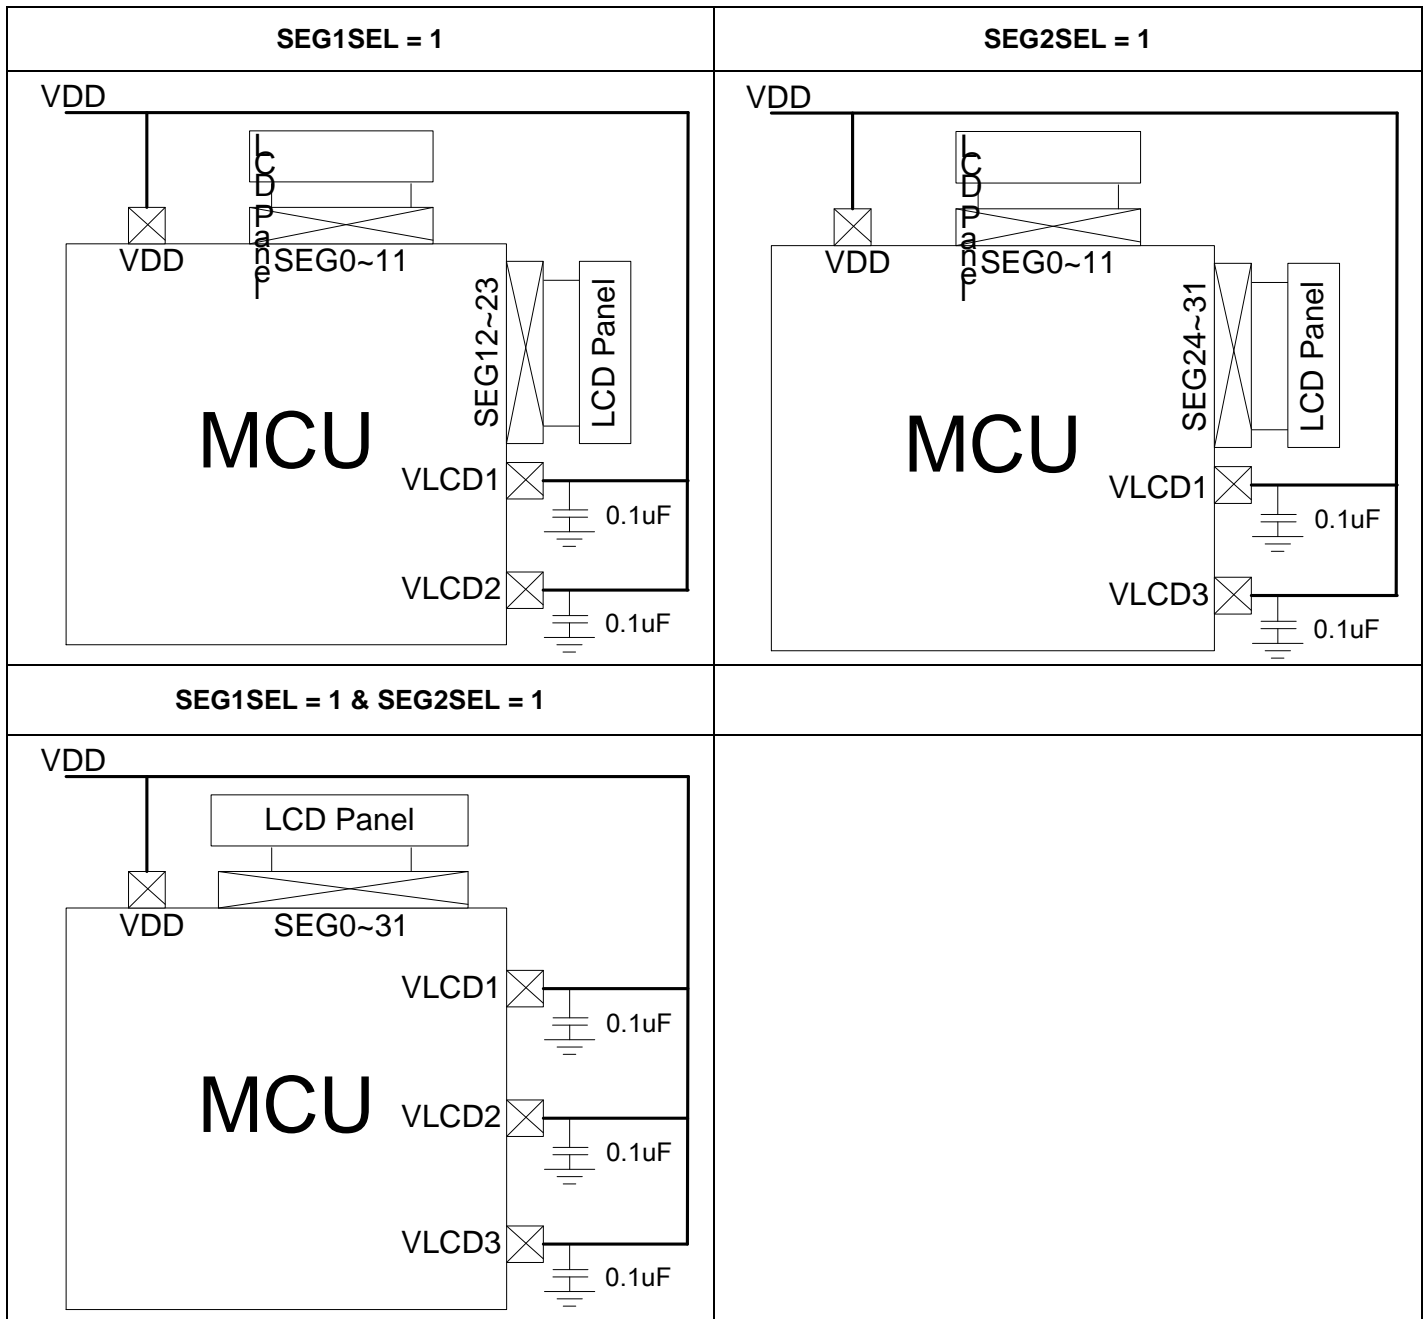 SEG1SEL = 1
SEG2SEL = 1
VDD
LCD Panel
VDD
SEG0~11
SEG12~23
LCD Panel
MCU
VLCD1
0.1uF
VLCD2
0.1uF
VDD
LCD Panel
VDD
SEG0~11
SEG24~31
LCD Panel
MCU
VLCD1
0.1uF
VLCD3
0.1uF
SEG1SEL = 1 & SEG2SEL = 1
VDD
LCD Panel
VDD
SEG0~31
VLCD1
0.1uF
MCU
VLCD2
0.1uF
VLCD3
0.1uF